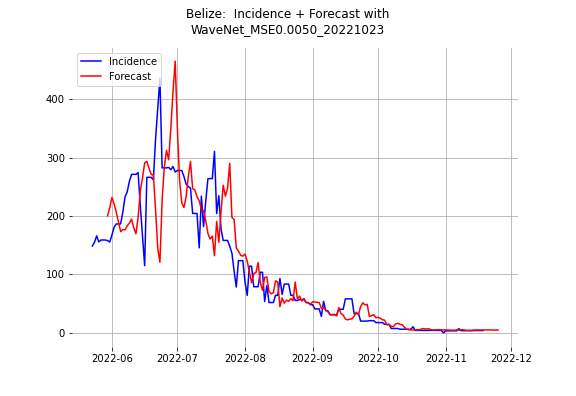 Belize:  Incidence + Forecast with
WaveNet_MSE0.0050_20221023
Incidence
Forecast
400
300
200
100
0
2022-06 2022-07 2022-08 2022-09 2022-10 2022-11 2022-12